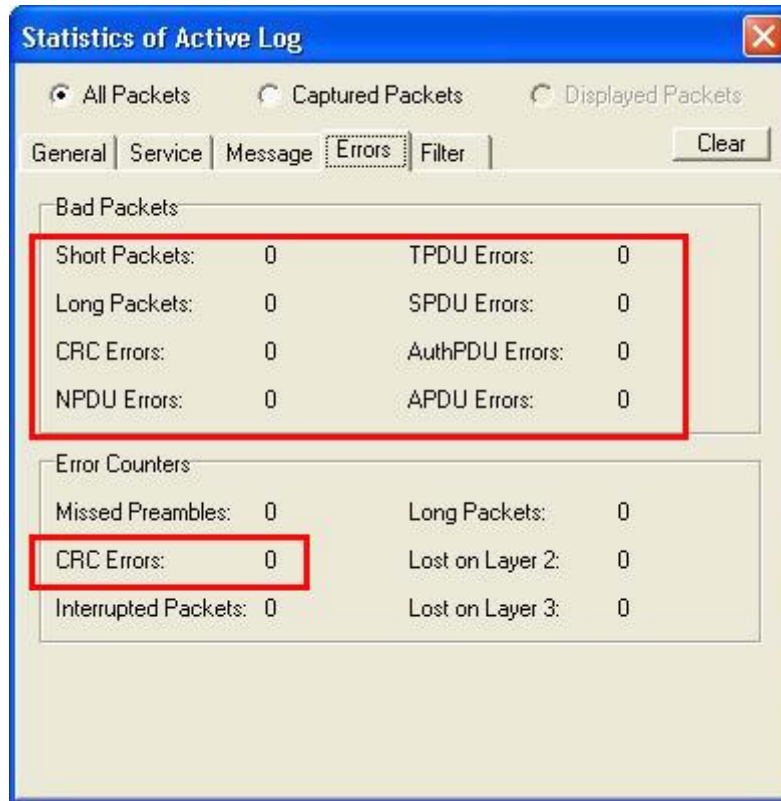 Statistics of Active Log
All Packets Captured Packets Displayed Packets
General Service Message Errors Filter Clear
Bad Packets
Short Packets: 0 TPDU Errors: 0
Long Packets: 0 SPDU Errors: 0
CRC Errors: 0 AuthPDU Errors: 0
NPDU Errors: 0 APDU Errors: 0
Error Counters
Missed Preambles: 0 Long Packets: 0
CRC Errors: 0 Lost on Layer 2: 0
Interrupted Packets: 0 Lost on Layer 3: 0